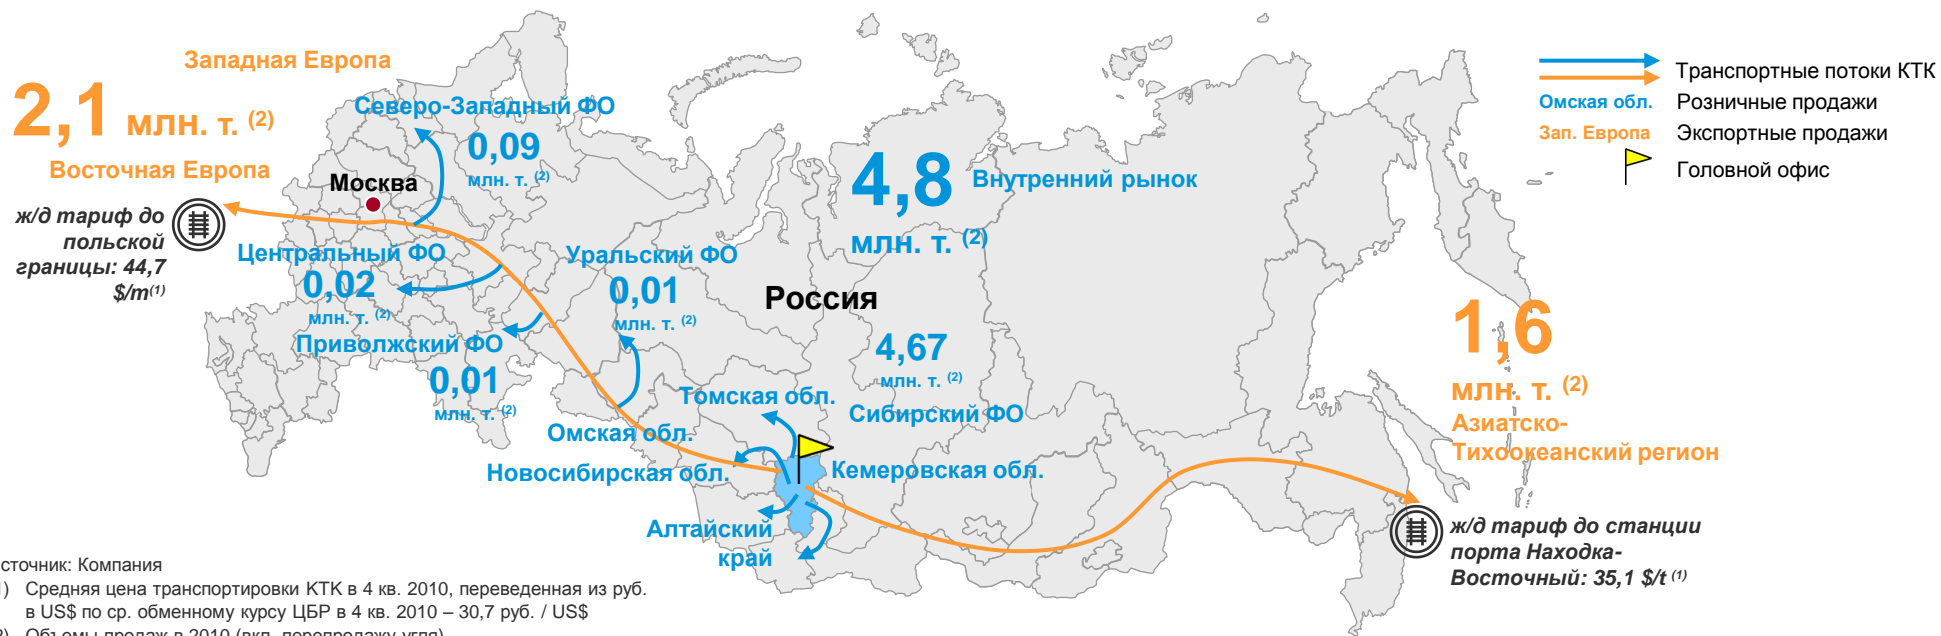 Западная Европа
2,1 млн. т. (2)
Восточная Европа
ж/д тариф до
польской
границы: 44,7
$/т(1)
Северо-Западный ФО
0,09
млн. т. (2)
Москва
Центральный ФО
0,02
млн. т. (2)
Приволжский ФО
0,01
млн. т. (2)
Уральский ФО
0,01
млн. т. (2)
4,8 Внутренний рынок
млн. т. (2)
Россия
4,67
млн. т. (2)
Сибирский ФО
Томская обл.
Омская обл.
Новосибирская обл.
Кемеровская обл.
Алтайский
край
1,6
млн. т. (2)
Азиатско-
Тихоокеанский регион
ж/д тариф до станции
порта Находка-
Восточный: 35,1 $/t (1)
Транспортные потоки КТК
Омская обл. Розничные продажи
Зап. Европа Экспортные продажи
Головной офис
сточник: Компания
) Средняя цена транспортировки КТК в 4 кв. 2010, переведенная из руб.
в US$ по ср. обменному курсу ЦБР в 4 кв. 2010 – 30,7 руб. / US$
) Объемы продаж в 2010 (вкл. перепродажу угля)